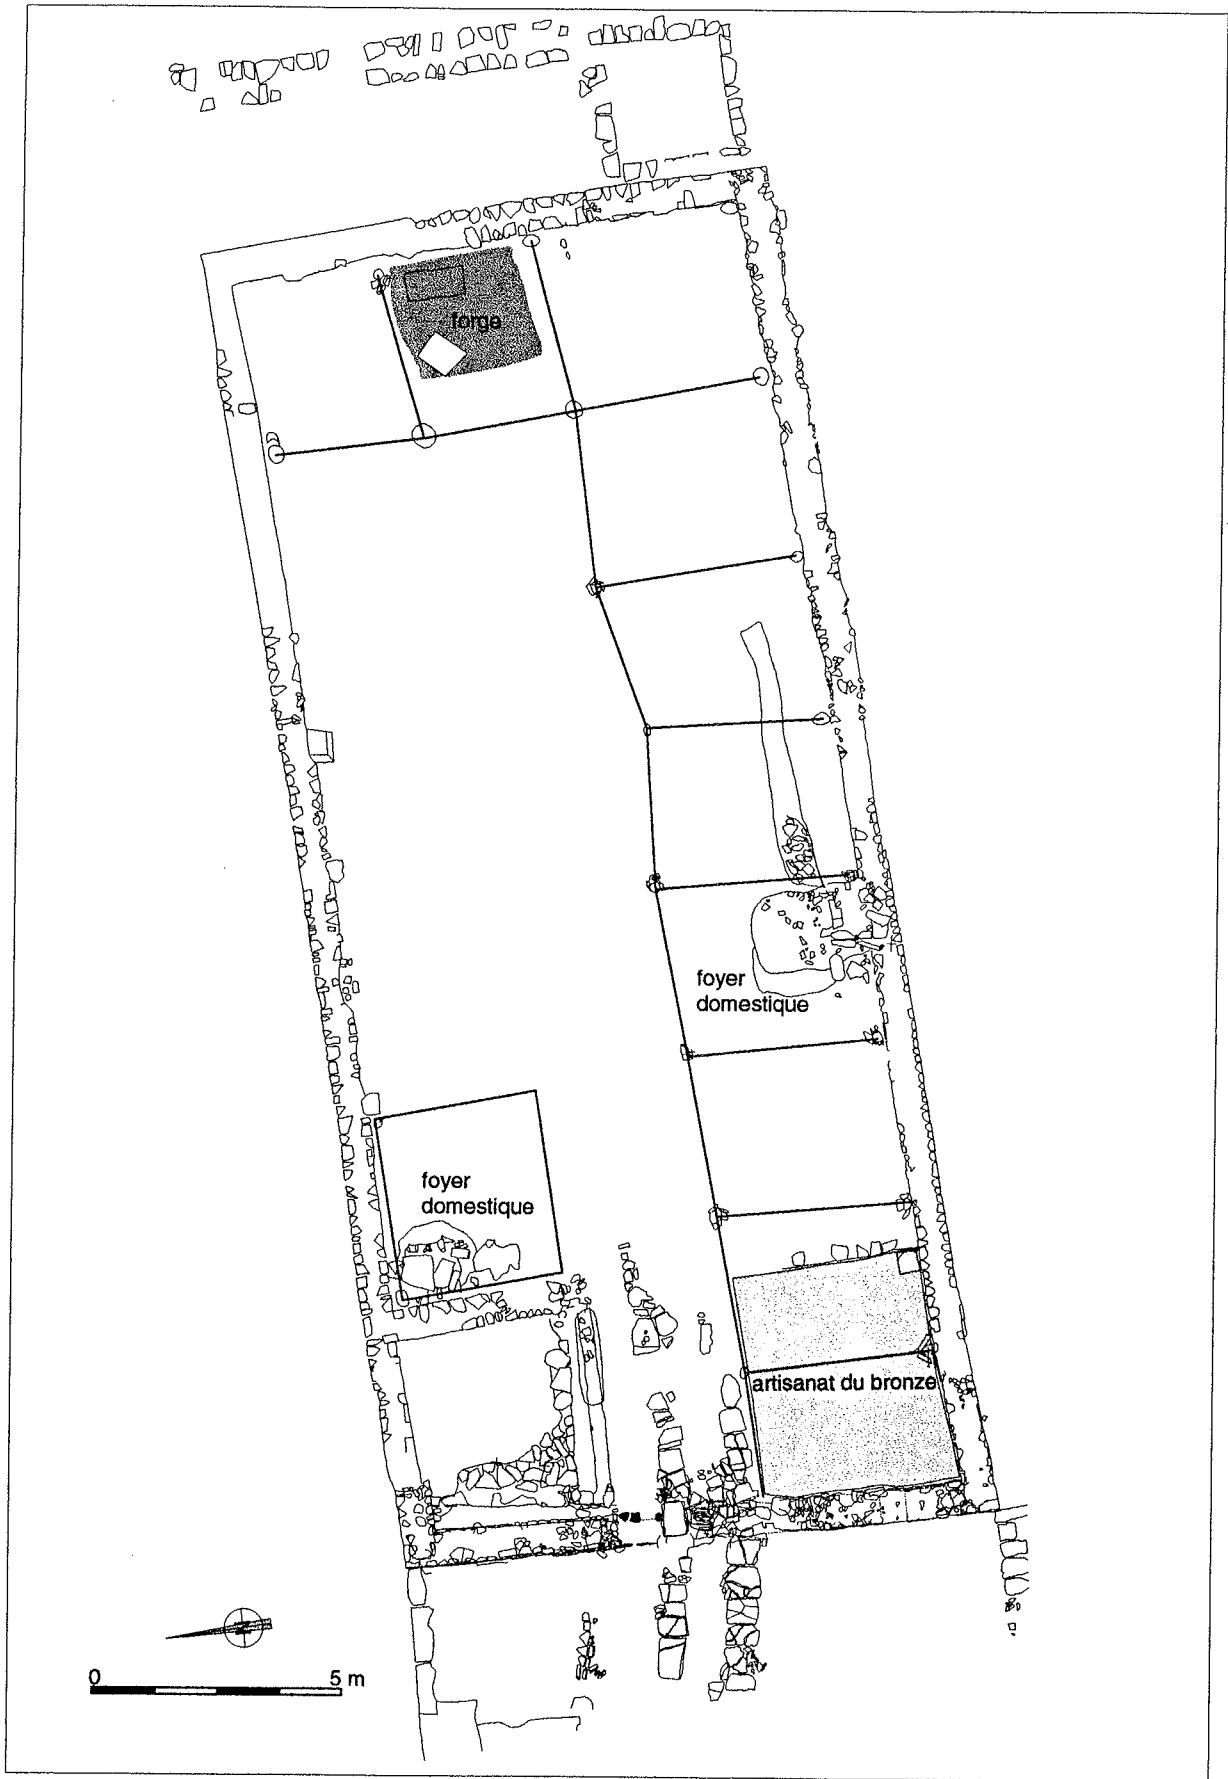 forge
foyer
domestique
foyer
domestique
artisanat du bronze
0 5 m